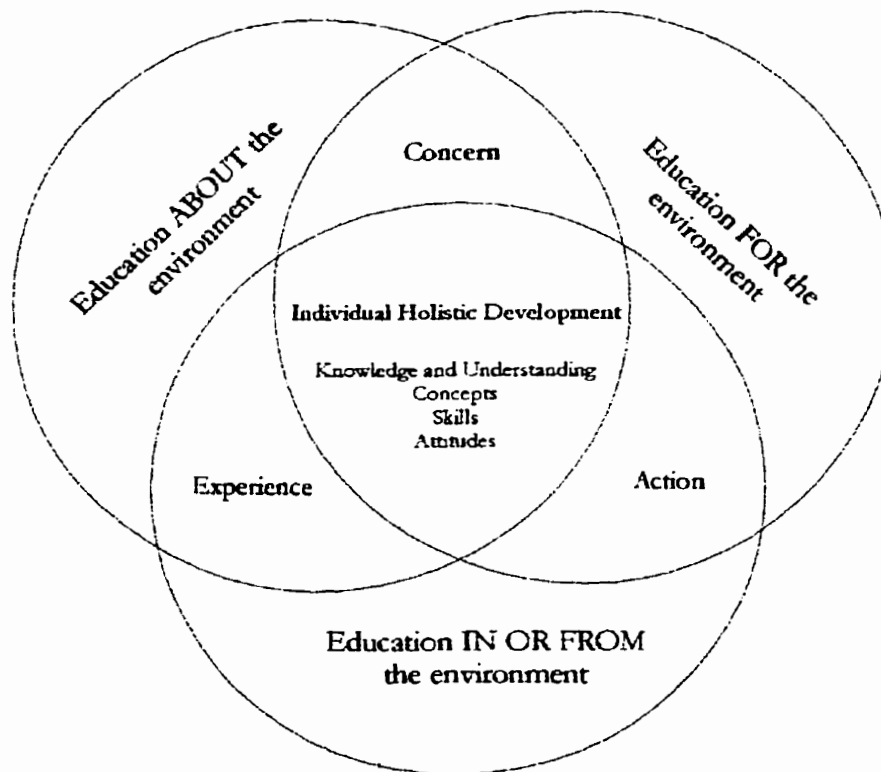 Concern
Education ABOUT the
environment
Education FOR the
environment
Individual Holistic Development
Knowledge and Understanding
Concepts
Skills
Attitudes
Experience
Action
Education IN OR FROM
the environment